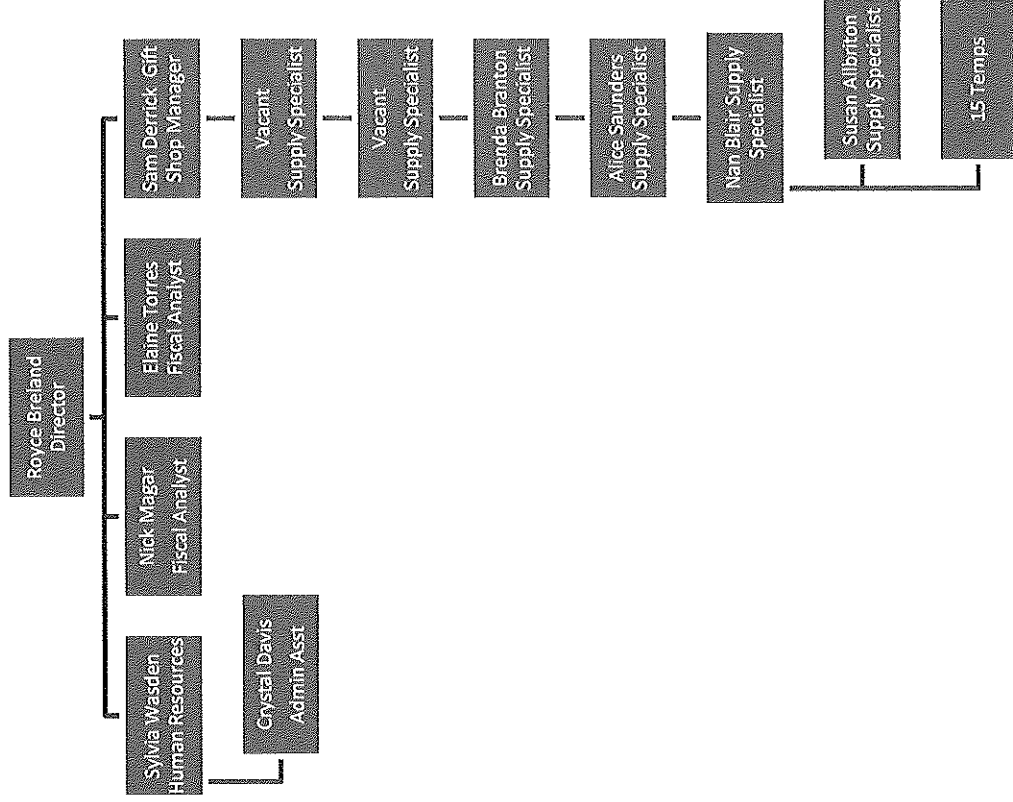 Royce Breland
Director
Sylvia Wasden
Human Resources
Crystal Davis
Admin Asst
Nick Magar
Fiscal Analyst
Elaine Torres
Fiscal Analyst
Sam Derrick Gift
Shop Manager
Vacant
Supply Specialist
Vacant
Supply Specialist
Brenda Branton
Supply Specialist
Alice Saunders
Supply Specialist
Nan Blair Supply
Specialist
Susan Allbriton
Supply Specialist
15 Temps